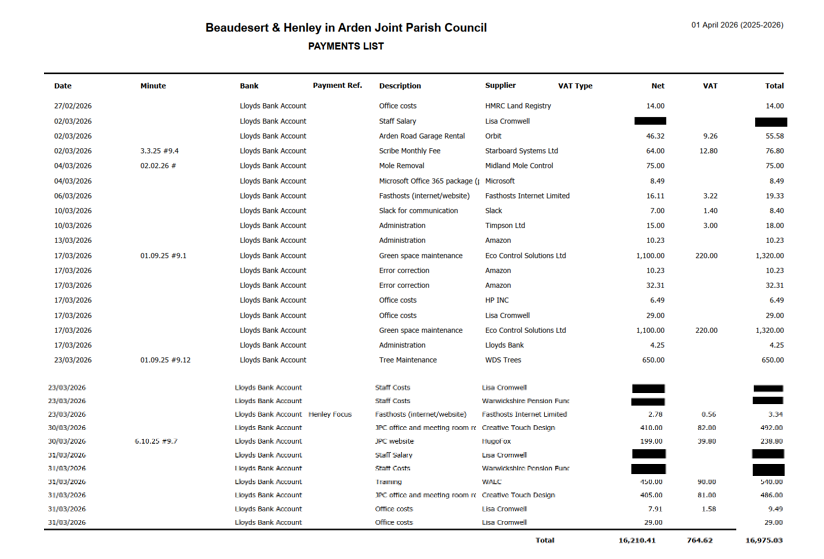 Beaudesert & Henley in Arden Joint Parish Council
01 April 2026 (2025-2026)
PAYMENTS LIST
Date Minute Bank Payment Ref. Description Supplier VAT Type Net VAT Total
27/02/2026 Lloyds Bank Account Office costs HMRC Land Registry 14.00 14.00
02/03/2026 Lloyds Bank Account Staff Salary Lisa Cromwell
02/03/2026 Lloyds Bank Account Arden Road Garage Rental Orbit 46.32 9.26 55.58
02/03/2026 3.3.25 #9.4 Lloyds Bank Account Scribe Monthly Fee Starboard Systems Ltd 64.00 12.80 76.80
04/03/2026 02.02.26 # Lloyds Bank Account Mole Removal Midland Mole Control 75.00 75.00
04/03/2026 Lloyds Bank Account Microsoft Office 365 package (p Microsoft 8.49 8.49
06/03/2026 Lloyds Bank Account Fasthosts (internet/website) Fasthosts Internet Limited 16.11 3.22 19.33
10/03/2026 Lloyds Bank Account Slack for communication Slack 7.00 1.40 8.40
10/03/2026 Lloyds Bank Account Administration Timpson Ltd 15.00 3.00 18.00
13/03/2026 Lloyds Bank Account Administration Amazon 10.23 10.23
17/03/2026 01.09.25 #9.1 Lloyds Bank Account Green space maintenance Eco Control Solutions Ltd 1,100.00 220.00 1,320.00
17/03/2026 Lloyds Bank Account Error correction Amazon 10.23 10.23
17/03/2026 Lloyds Bank Account Error correction Amazon 32.31 32.31
17/03/2026 Lloyds Bank Account Office costs HP INC 6.49 6.49
17/03/2026 Lloyds Bank Account Office costs Lisa Cromwell 29.00 29.00
17/03/2026 Lloyds Bank Account Green space maintenance Eco Control Solutions Ltd 1,100.00 220.00 1,320.00
17/03/2026 Lloyds Bank Account Administration Lloyds Bank 4.25 4.25
23/03/2026 01.09.25 #9.12 Lloyds Bank Account Tree Maintenance WDS Trees 650.00 650.00
23/03/2026 Lloyds Bank Account Staff Costs Lisa Cromwell
23/03/2026 Lloyds Bank Account Staff Costs Warwickshire Pension Func
23/03/2026 Lloyds Bank Account Henley Focus Fasthosts (internet/website) Fasthosts Internet Limited 2.78 0.56 3.34
30/03/2026 Lloyds Bank Account JPC office and meeting room re Creative Touch Design 410.00 82.00 492.00
30/03/2026 6.10.25 #9.7 Lloyds Bank Account JPC website HugoFox 199.00 39.80 238.80
31/03/2026 Lloyds Bank Account Staff Salary Lisa Cromwell
31/03/2026 Lloyds Bank Account Staff Costs Warwickshire Pension Func
31/03/2026 Lloyds Bank Account Training WALC 450.00 90.00 540.00
31/03/2026 Lloyds Bank Account JPC office and meeting room re Creative Touch Design 405.00 81.00 486.00
31/03/2026 Lloyds Bank Account Office costs Lisa Cromwell 7.91 1.58 9.49
31/03/2026 Lloyds Bank Account Office costs Lisa Cromwell 29.00 29.00
Total 16,210.41 764.62 16,975.03